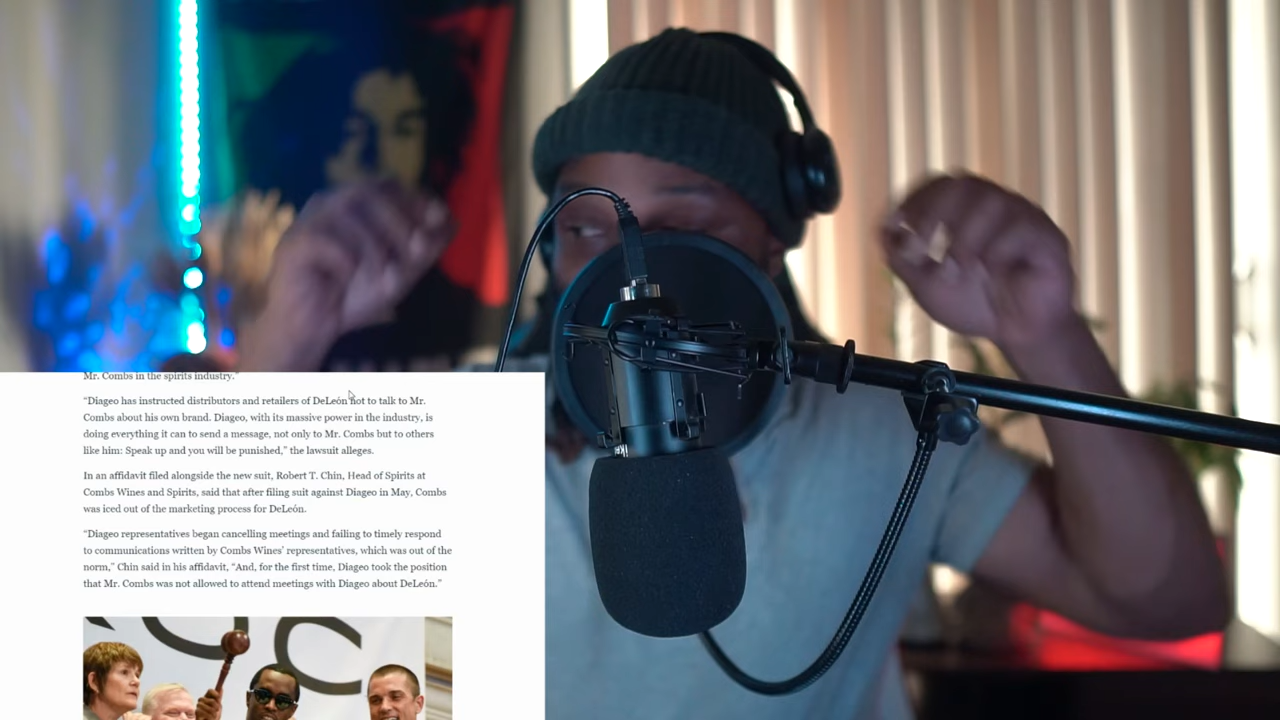 Mr. Combs in the spirits industry."
“Diageo has instructed distributors and retailers of DeLeón not to talk to Mr.
Combs about his own brand. Diageo, with its massive power in the industry, is
doing everything it can to send a message, not only to Mr. Combs but to others
like him: Speak up and you will be punished,” the lawsuit alleges.
In an affidavit filed alongside the new suit, Robert T. Chin, Head of Spirits at
Combs Wines and Spirits, said that after filing suit against Diageo in May, Combs
was iced out of the marketing process for DeLeón.
“Diageo representatives began cancelling meetings and failing to timely respond
to communications written by Combs Wines’ representatives, which was out of the
norm,” Chin said in his affidavit, “And, for the first time, Diageo took the position
that Mr. Combs was not allowed to attend meetings with Diageo about DeLeón.”